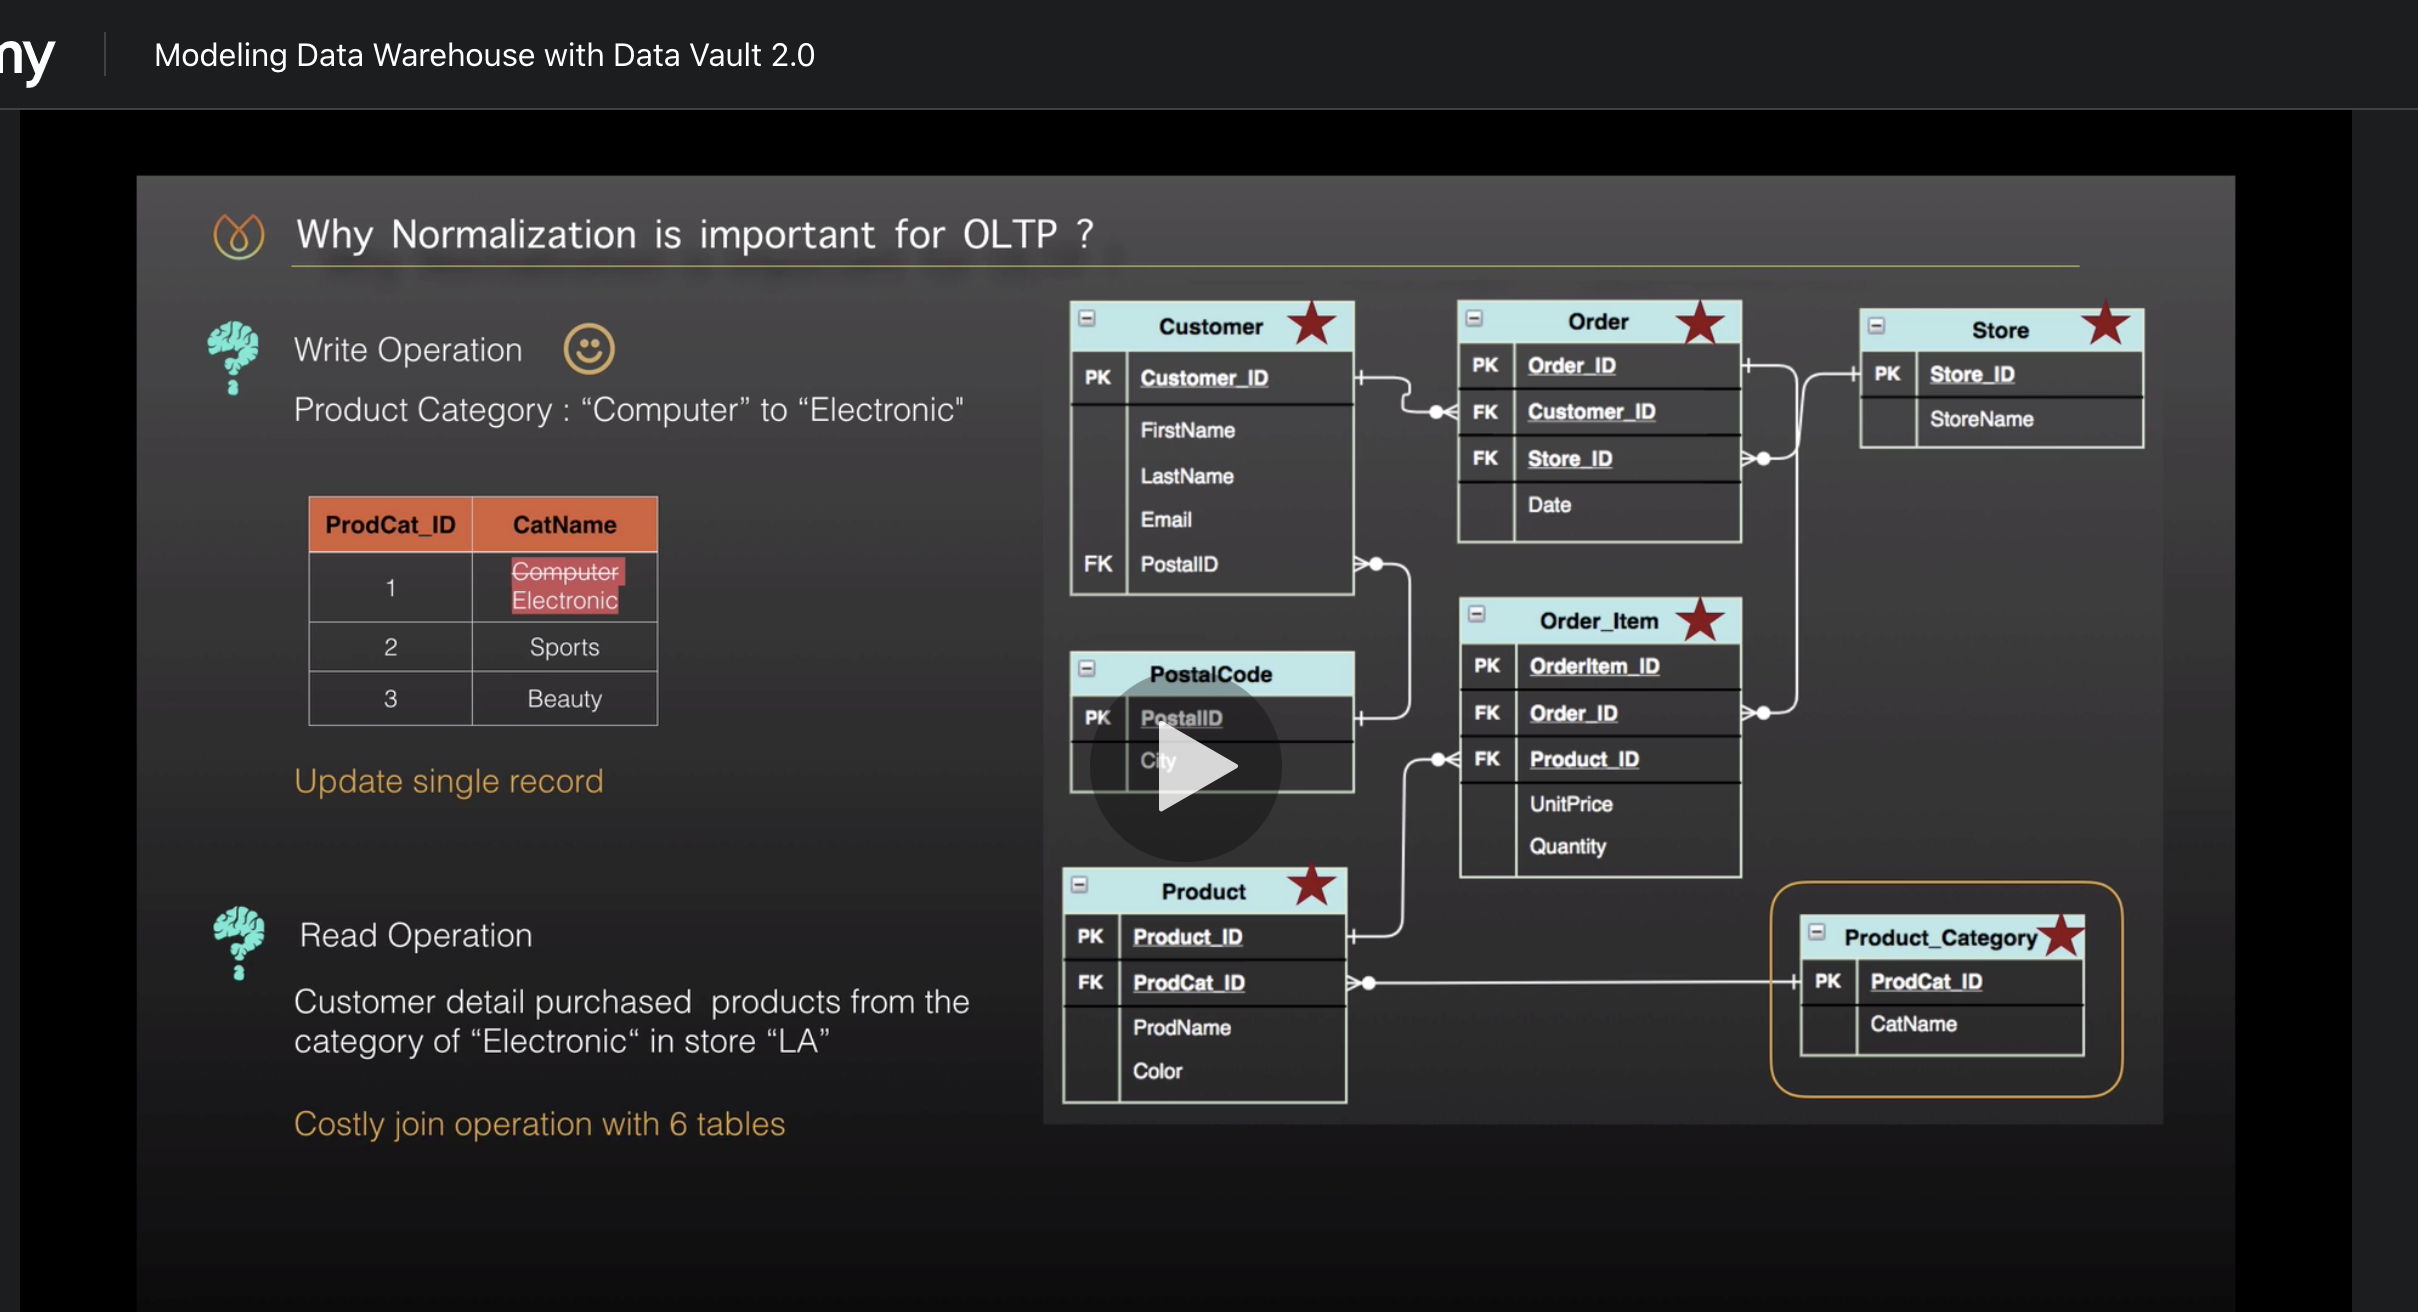 my
Modeling Data Warehouse with Data Vault 2.0
Why Normalization is important for OLTP ?
Write Operation
Product Category : “Computer” to “Electronic"
ProdCat_ID CatName
1 Computer
Electronic
2 Sports
3 Beauty
Update single record
Read Operation
Customer detail purchased products from the
category of “Electronic“ in store “LA”
Costly join operation with 6 tables
Customer
PK Customer_ID
FirstName
LastName
Email
FK PostalID
PostalCode
PK PostalID
City
Product
PK Product_ID
FK ProdCat_ID
ProdName
Color
Order
PK Order_ID
FK Customer_ID
FK Store_ID
Date
Order_Item
PK OrderItem_ID
FK Order_ID
FK Product_ID
UnitPrice
Quantity
Store
PK Store_ID
StoreName
Product_Category
PK ProdCat_ID
CatName